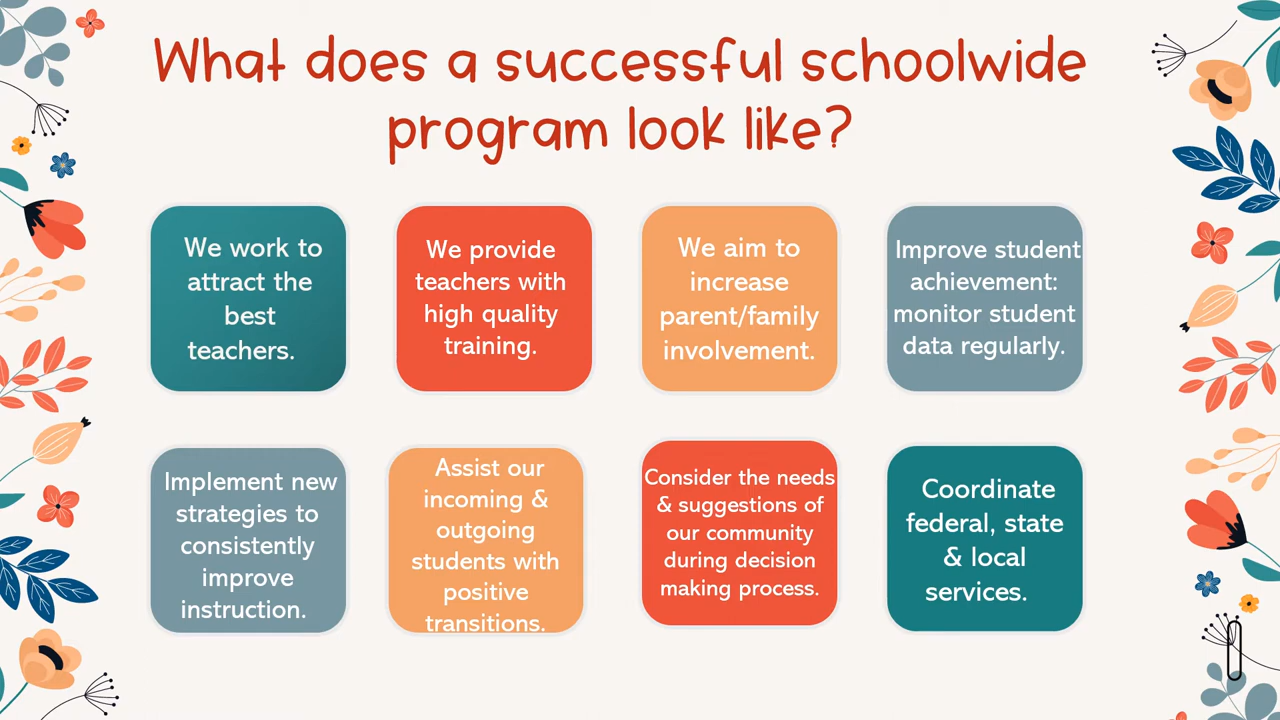 What does a successful schoolwide
program look like?
We work to
attract the
best
teachers.
We provide
teachers with
high quality
training.
We aim to
increase
parent/family
involvement.
Improve student
achievement:
monitor student
data regularly.
Implement new
strategies to
consistently
improve
instruction.
Assist our
incoming &
outgoing
students with
positive
transitions.
Consider the needs
& suggestions of
our community
during decision
making process.
Coordinate
federal, state
& local
services.